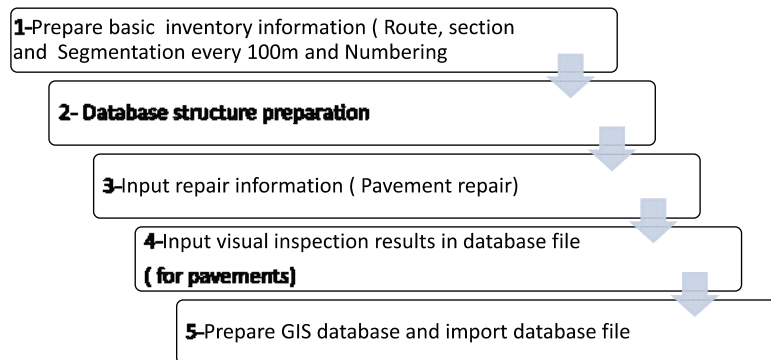 1-Prepare basic inventory information ( Route, section
and Segmentation every 100m and Numbering
2- Database structure preparation
3-Input repair information ( Pavement repair)
4-Input visual inspection results in database file
( for pavements)
5-Prepare GIS database and import database file